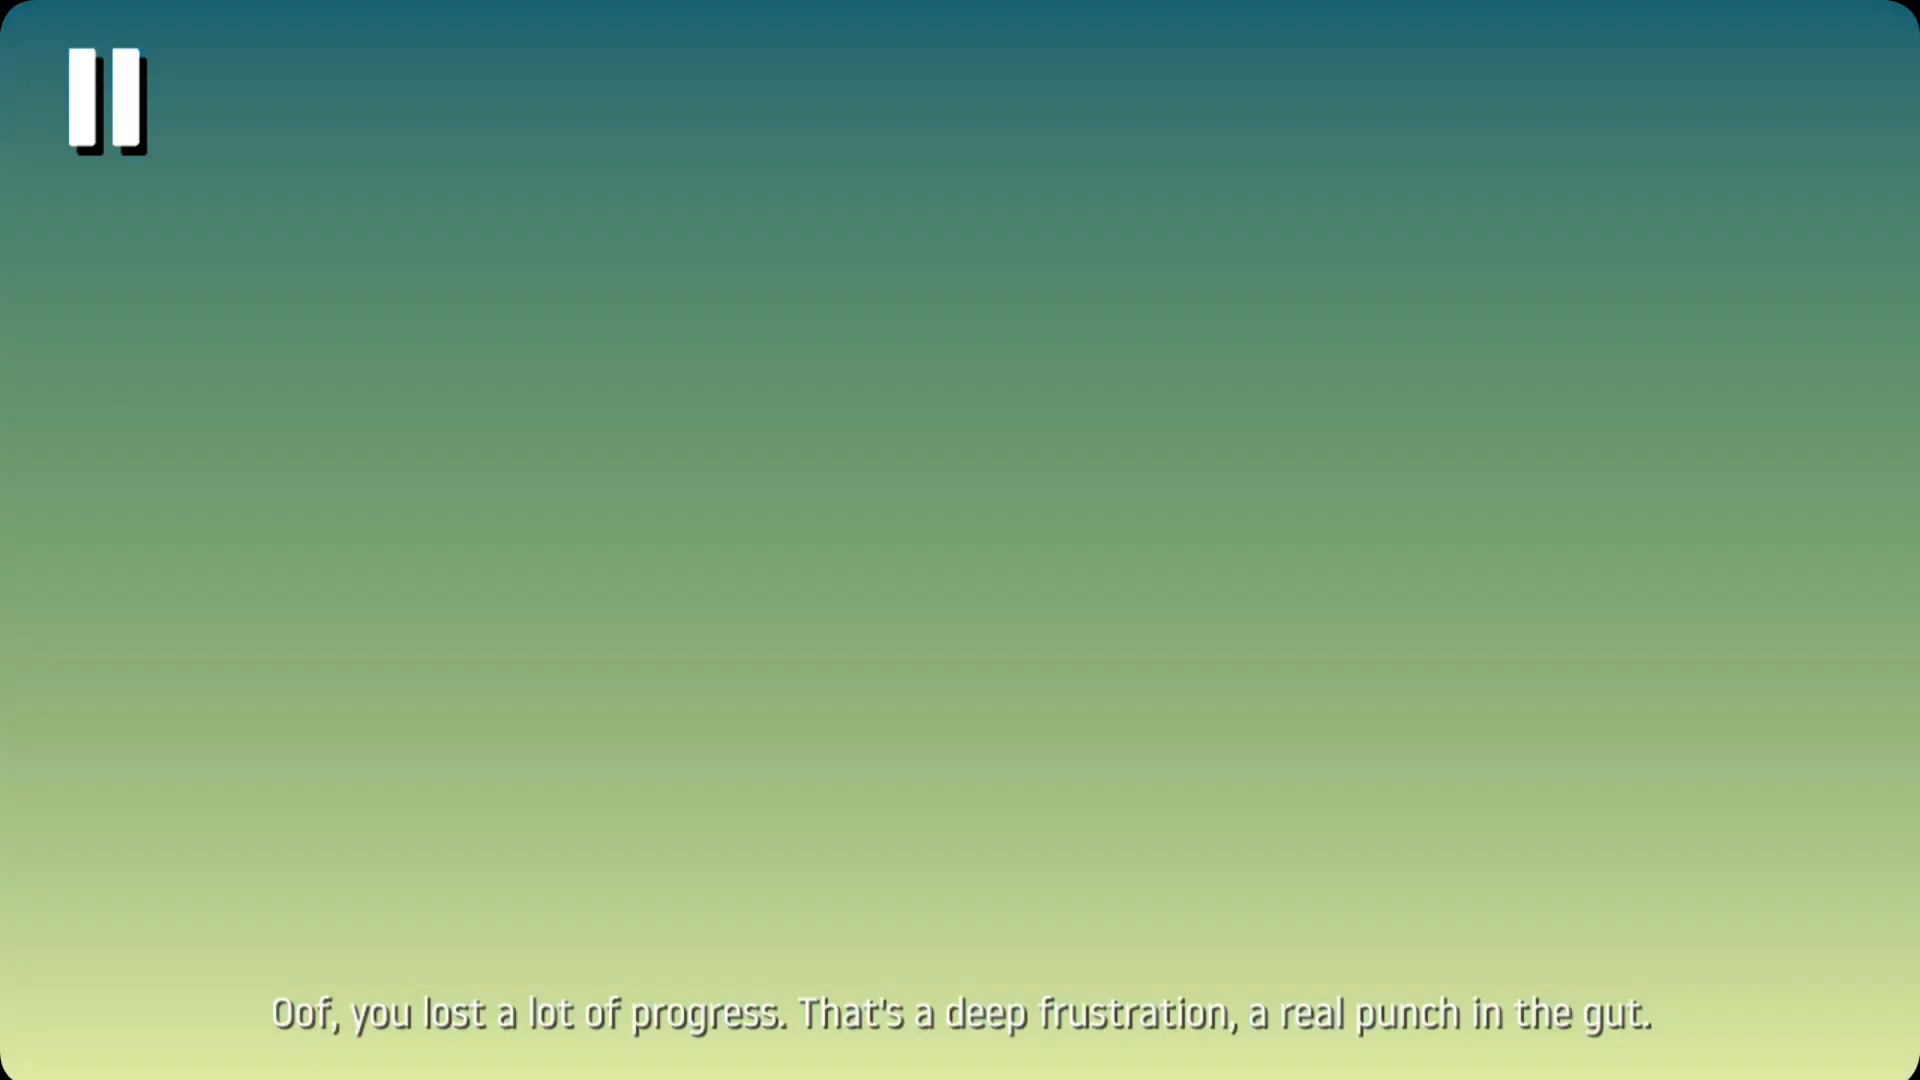 Oof, you lost a lot of progress. That's a deep frustration, a real punch in the gut.